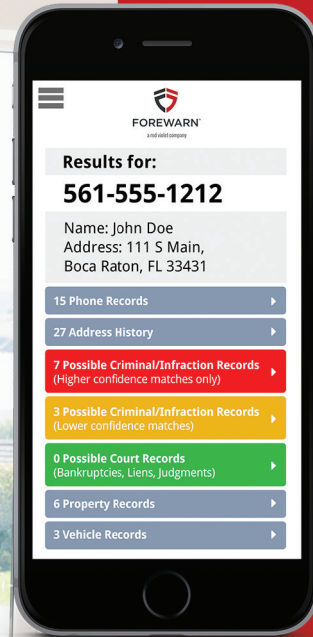 FOREWARN
a red violet company
Results for:
561-555-1212
Name: John Doe
Address: 111 S Main,
Boca Raton, FL 33431
15 Phone Records
27 Address History
7 Possible Criminal/Infraction Records
(Higher confidence matches only)
3 Possible Criminal/Infraction Records
(Lower confidence matches)
0 Possible Court Records
(Bankruptcies, Liens, Judgments)
6 Property Records
3 Vehicle Records